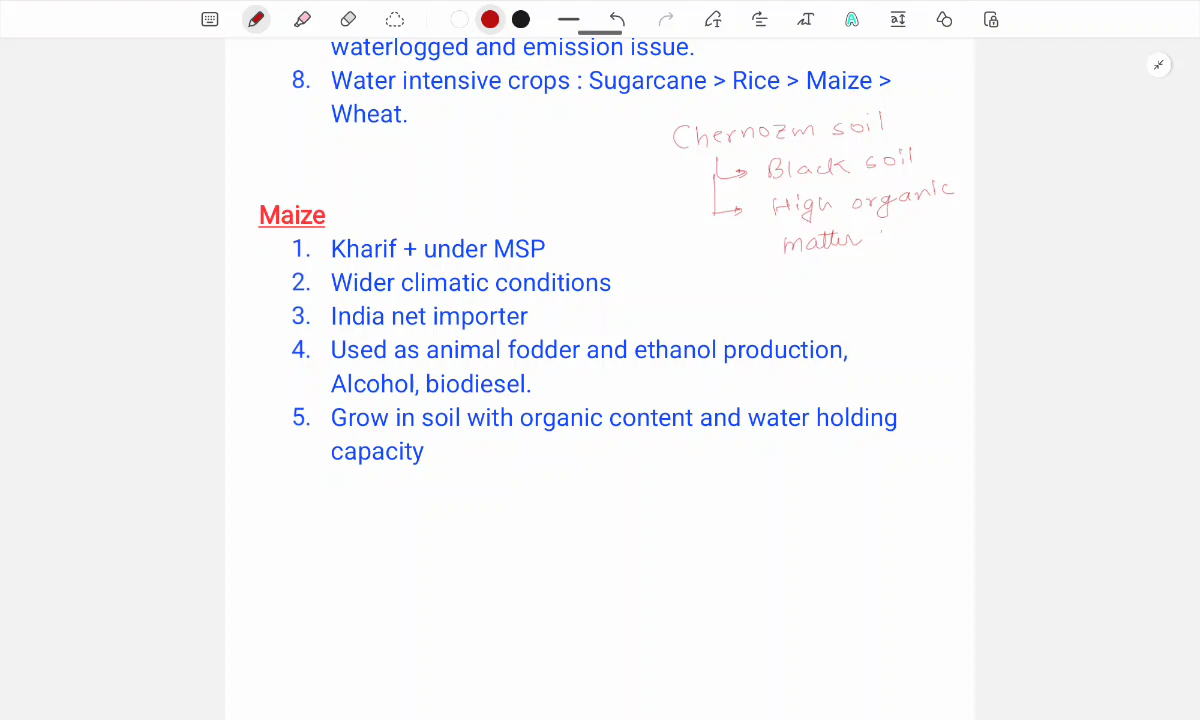 waterlogged and emission issue.
8. Water intensive crops : Sugarcane > Rice > Maize >
Wheat.
Chernozm soil
Black soil
High organic
matter
Maize
1. Kharif + under MSP
2. Wider climatic conditions
3. India net importer
4. Used as animal fodder and ethanol production,
Alcohol, biodiesel.
5. Grow in soil with organic content and water holding
capacity